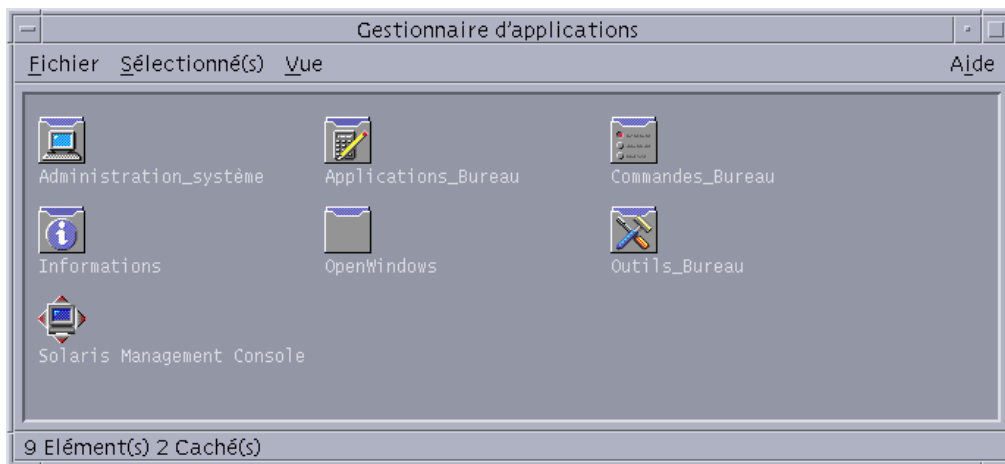 Gestionnaire d'applications
Fichier Sélectionné(s) Vue Aide
Administration_système Applications_Bureau Commandes_Bureau
Informations OpenWindows Outils_Bureau
Solaris Management Console
9 Elément(s) 2 Caché(s)